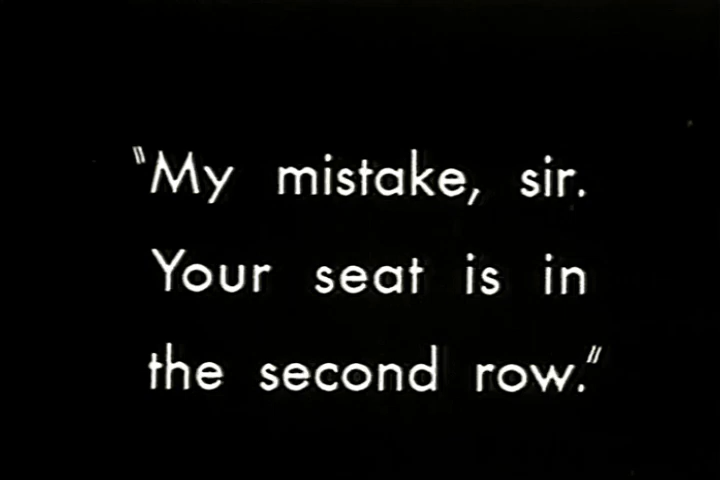 "My mistake, sir.
Your seat is in
the second row."